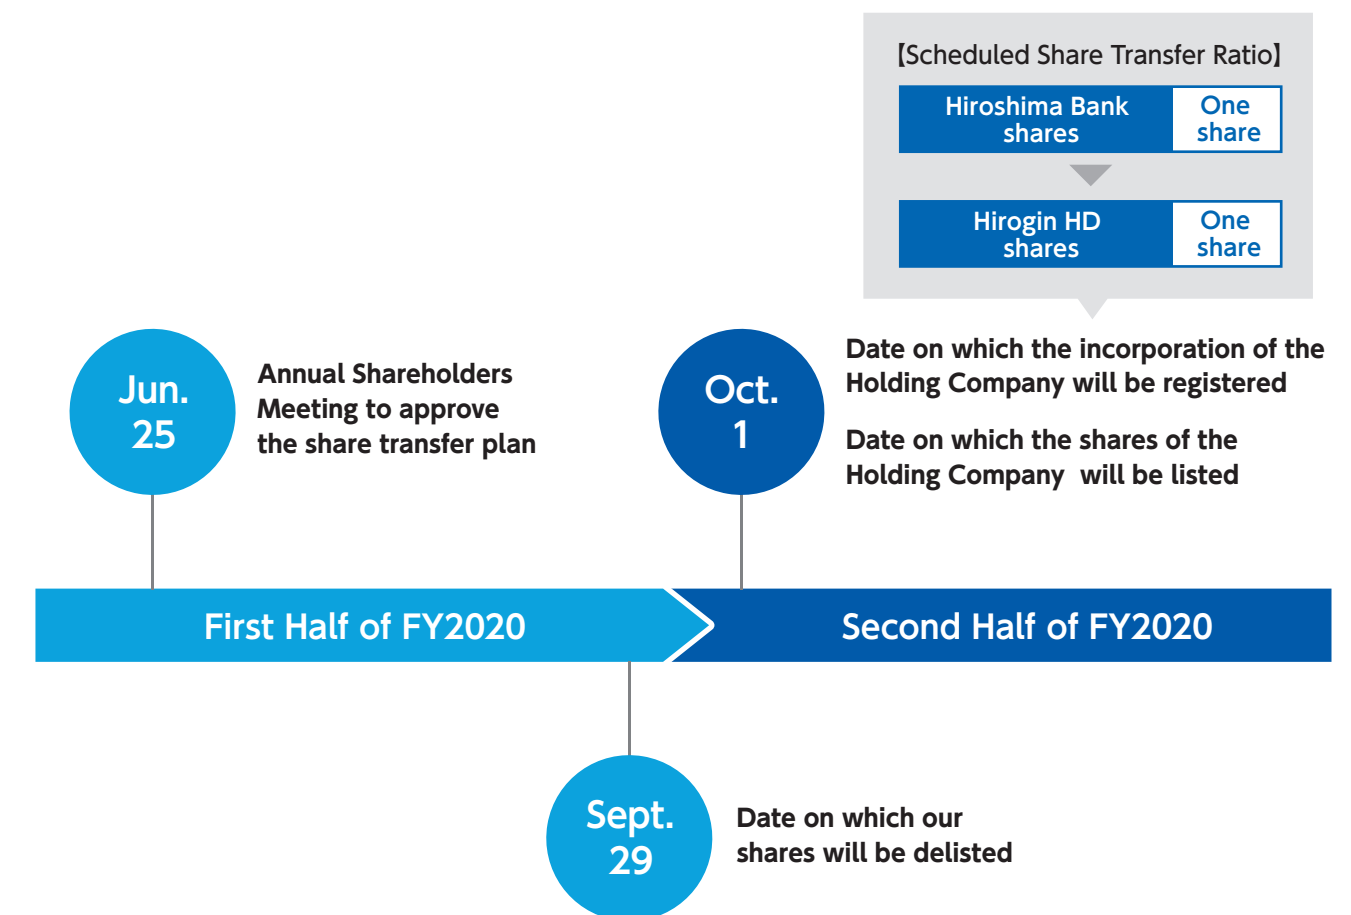 【Scheduled Share Transfer Ratio】
Hiroshima Bank
shares
One
share
Hirogin HD
shares
One
share
Jun.
25
Annual Shareholders
Meeting to approve
the share transfer plan
Oct.
1
Date on which the incorporation of the
Holding Company will be registered
Date on which the shares of the
Holding Company will be listed
First Half of FY2020
Second Half of FY2020
Sept.
29
Date on which our
shares will be delisted